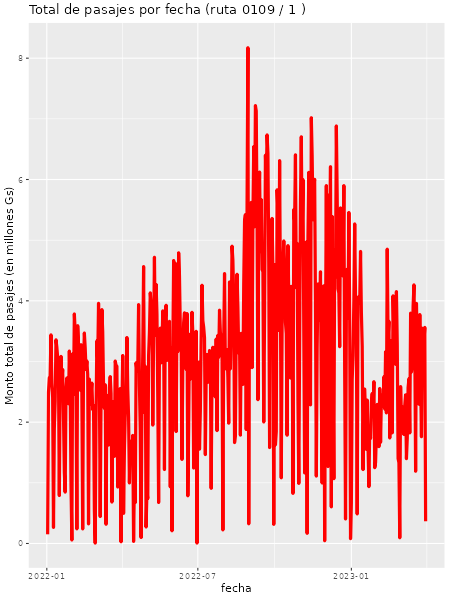 Total de pasajes por fecha (ruta 0109 / 1 )
Monto total de pasajes (en millones Gs)
8
6
4
2
0
2022-01
2022-07
2023-01
fecha